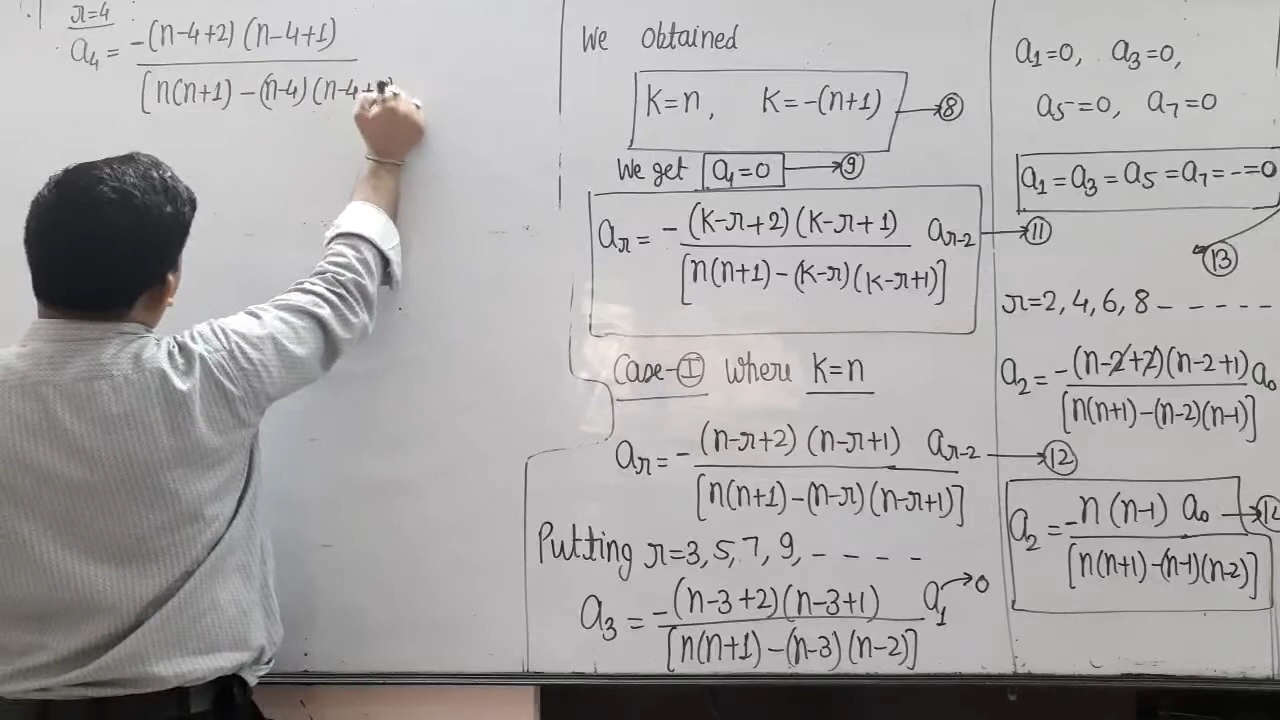 r=4
a₄ = -(n-4+2) (n-4+1)
[n(n+1) - (n-4) (n-4+
We obtained
K=n, K=-(n+1) → ⑧
We get a₁=0 → ⑨
aᵣ = -(K-r+2)(K-r+1) aᵣ₋₂ → ⑪
[n(n+1) - (K-r)(K-r+1)]
Case-Ⓘ where K=n
aᵣ = -(n-r+2) (n-r+1) aᵣ₋₂ → ⑫
[n(n+1) - (n-r)(n-r+1)]
Putting r=3, 5, 7, 9, - - - -
a₃ = -(n-3+2)(n-3+1) a₁ → 0
[n(n+1) - (n-3) (n-2)]
a₁=0, a₃=0,
a₅=0, a₇=0
a₁ = a₃ = a₅ = a₇ = - = 0
⑬
r=2, 4, 6, 8 - - - - -
a₂ = -(n-2+2)(n-2+1) a₀
[n(n+1) - (n-2)(n-1)]
a₂ = -n (n-1) a₀ →
[n(n+1) - (n-1)(n-2)]